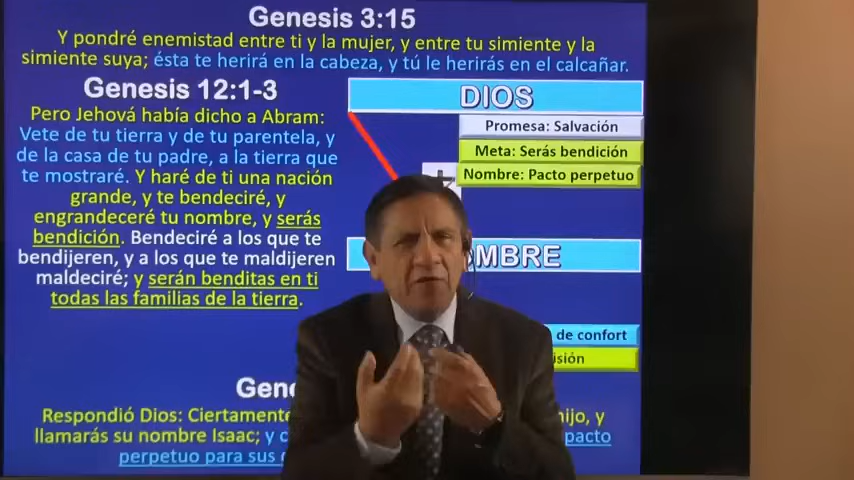 Genesis 3:15
Y pondré enemistad entre ti y la mujer, y entre tu simiente y la
simiente suya; ésta te herirá en la cabeza, y tú le herirás en el calcañar.
Genesis 12:1-3
Pero Jehová había dicho a Abram:
Vete de tu tierra y de tu parentela, y
de la casa de tu padre, a la tierra que
te mostraré. Y haré de ti una nación
grande, y te bendeciré, y
engrandeceré tu nombre, y serás
bendición. Bendeciré a los que te
bendijeren, y a los que te maldijeren
maldeciré; y serán benditas en ti
todas las familias de la tierra.
DIOS
Promesa: Salvación
Meta: Serás bendición
Nombre: Pacto perpetuo
MBRE
de confort
isión
Gen
Respondió Dios: Ciertamente hijo, y
llamarás su nombre Isaac; y pacto
perpetuo para sus